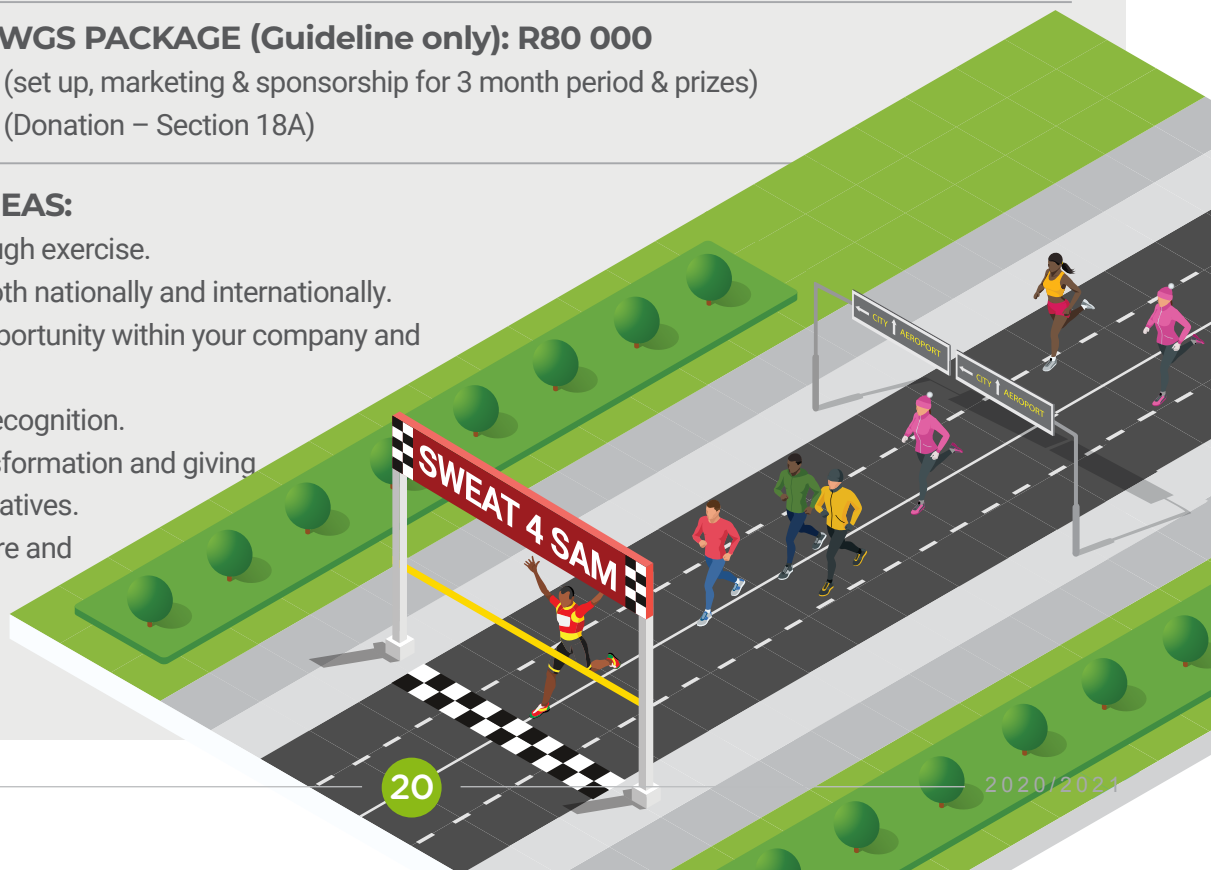 WGS PACKAGE (Guideline only): R80 000
(set up, marketing & sponsorship for 3 month period & prizes)
(Donation – Section 18A)
EAS:
ugh exercise.
oth nationally and internationally.
portunity within your company and
ecognition.
sformation and giving
atives.
re and
CITY AEROPORT
CITY AEROPORT
SWEAT 4 SAM
20
2020/2021